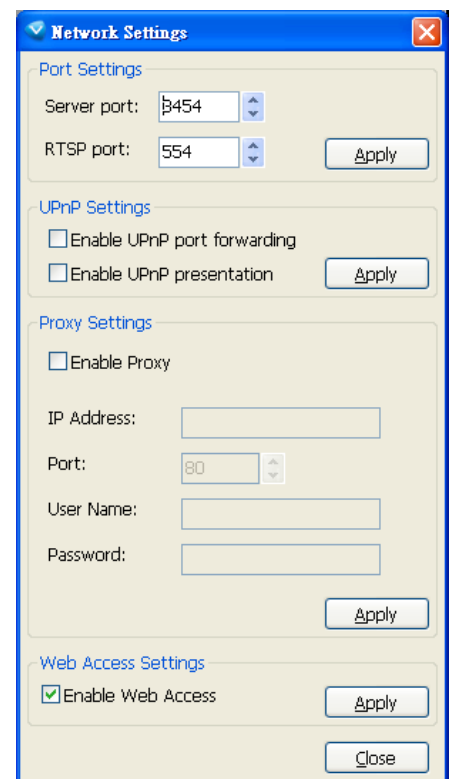 Network Settings
Port Settings
Server port: 3454
RTSP port: 554
Apply
UPnP Settings
Enable UPnP port forwarding
Enable UPnP presentation
Apply
Proxy Settings
Enable Proxy
IP Address:
Port: 80
User Name:
Password:
Apply
Web Access Settings
Enable Web Access
Apply
Close